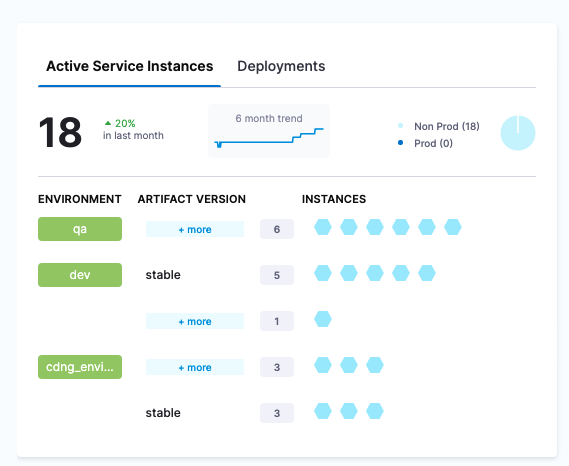 Active Service Instances Deployments
18 20% in last month
6 month trend
Non Prod (18)
Prod (0)
ENVIRONMENT ARTIFACT VERSION INSTANCES
qa + more 6
dev stable 5
+ more 1
cdng_envi... + more 3
stable 3